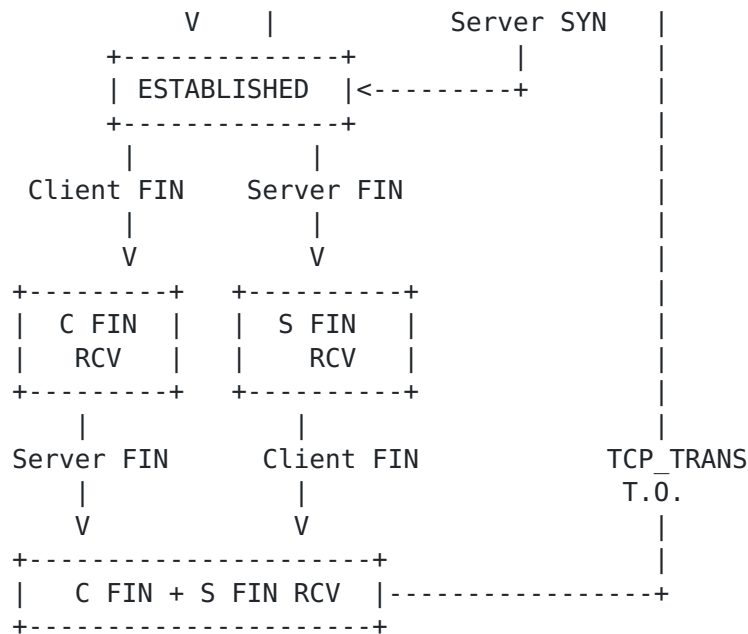 V    |          Server SYN   |
     +--------------+          |        |
     | ESTABLISHED  |<---------+        |
     +--------------+                   |
      |           |                     |
Client FIN    Server FIN                |
      |           |                     |
      V           V                     |
+---------+   +----------+              |
|  C FIN  |   |  S FIN   |              |
|   RCV   |   |    RCV   |              |
+---------+   +----------+              |
    |             |                     |
Server FIN      Client FIN           TCP_TRANS
    |             |                   T.O.
    V             V                     |
+----------------------+                |
|   C FIN + S FIN RCV  |-----------------+
+----------------------+